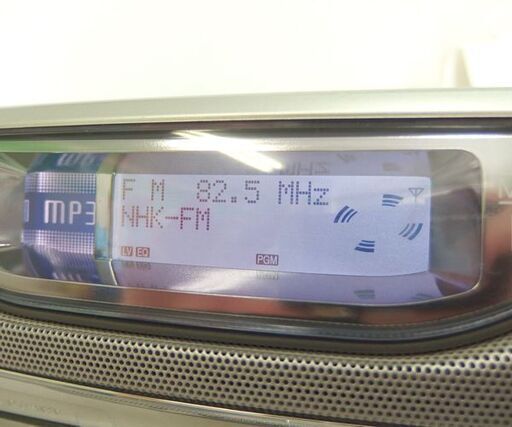 FM 82.5 MHz
NHK-FM
MP3
LV EQ
PGM